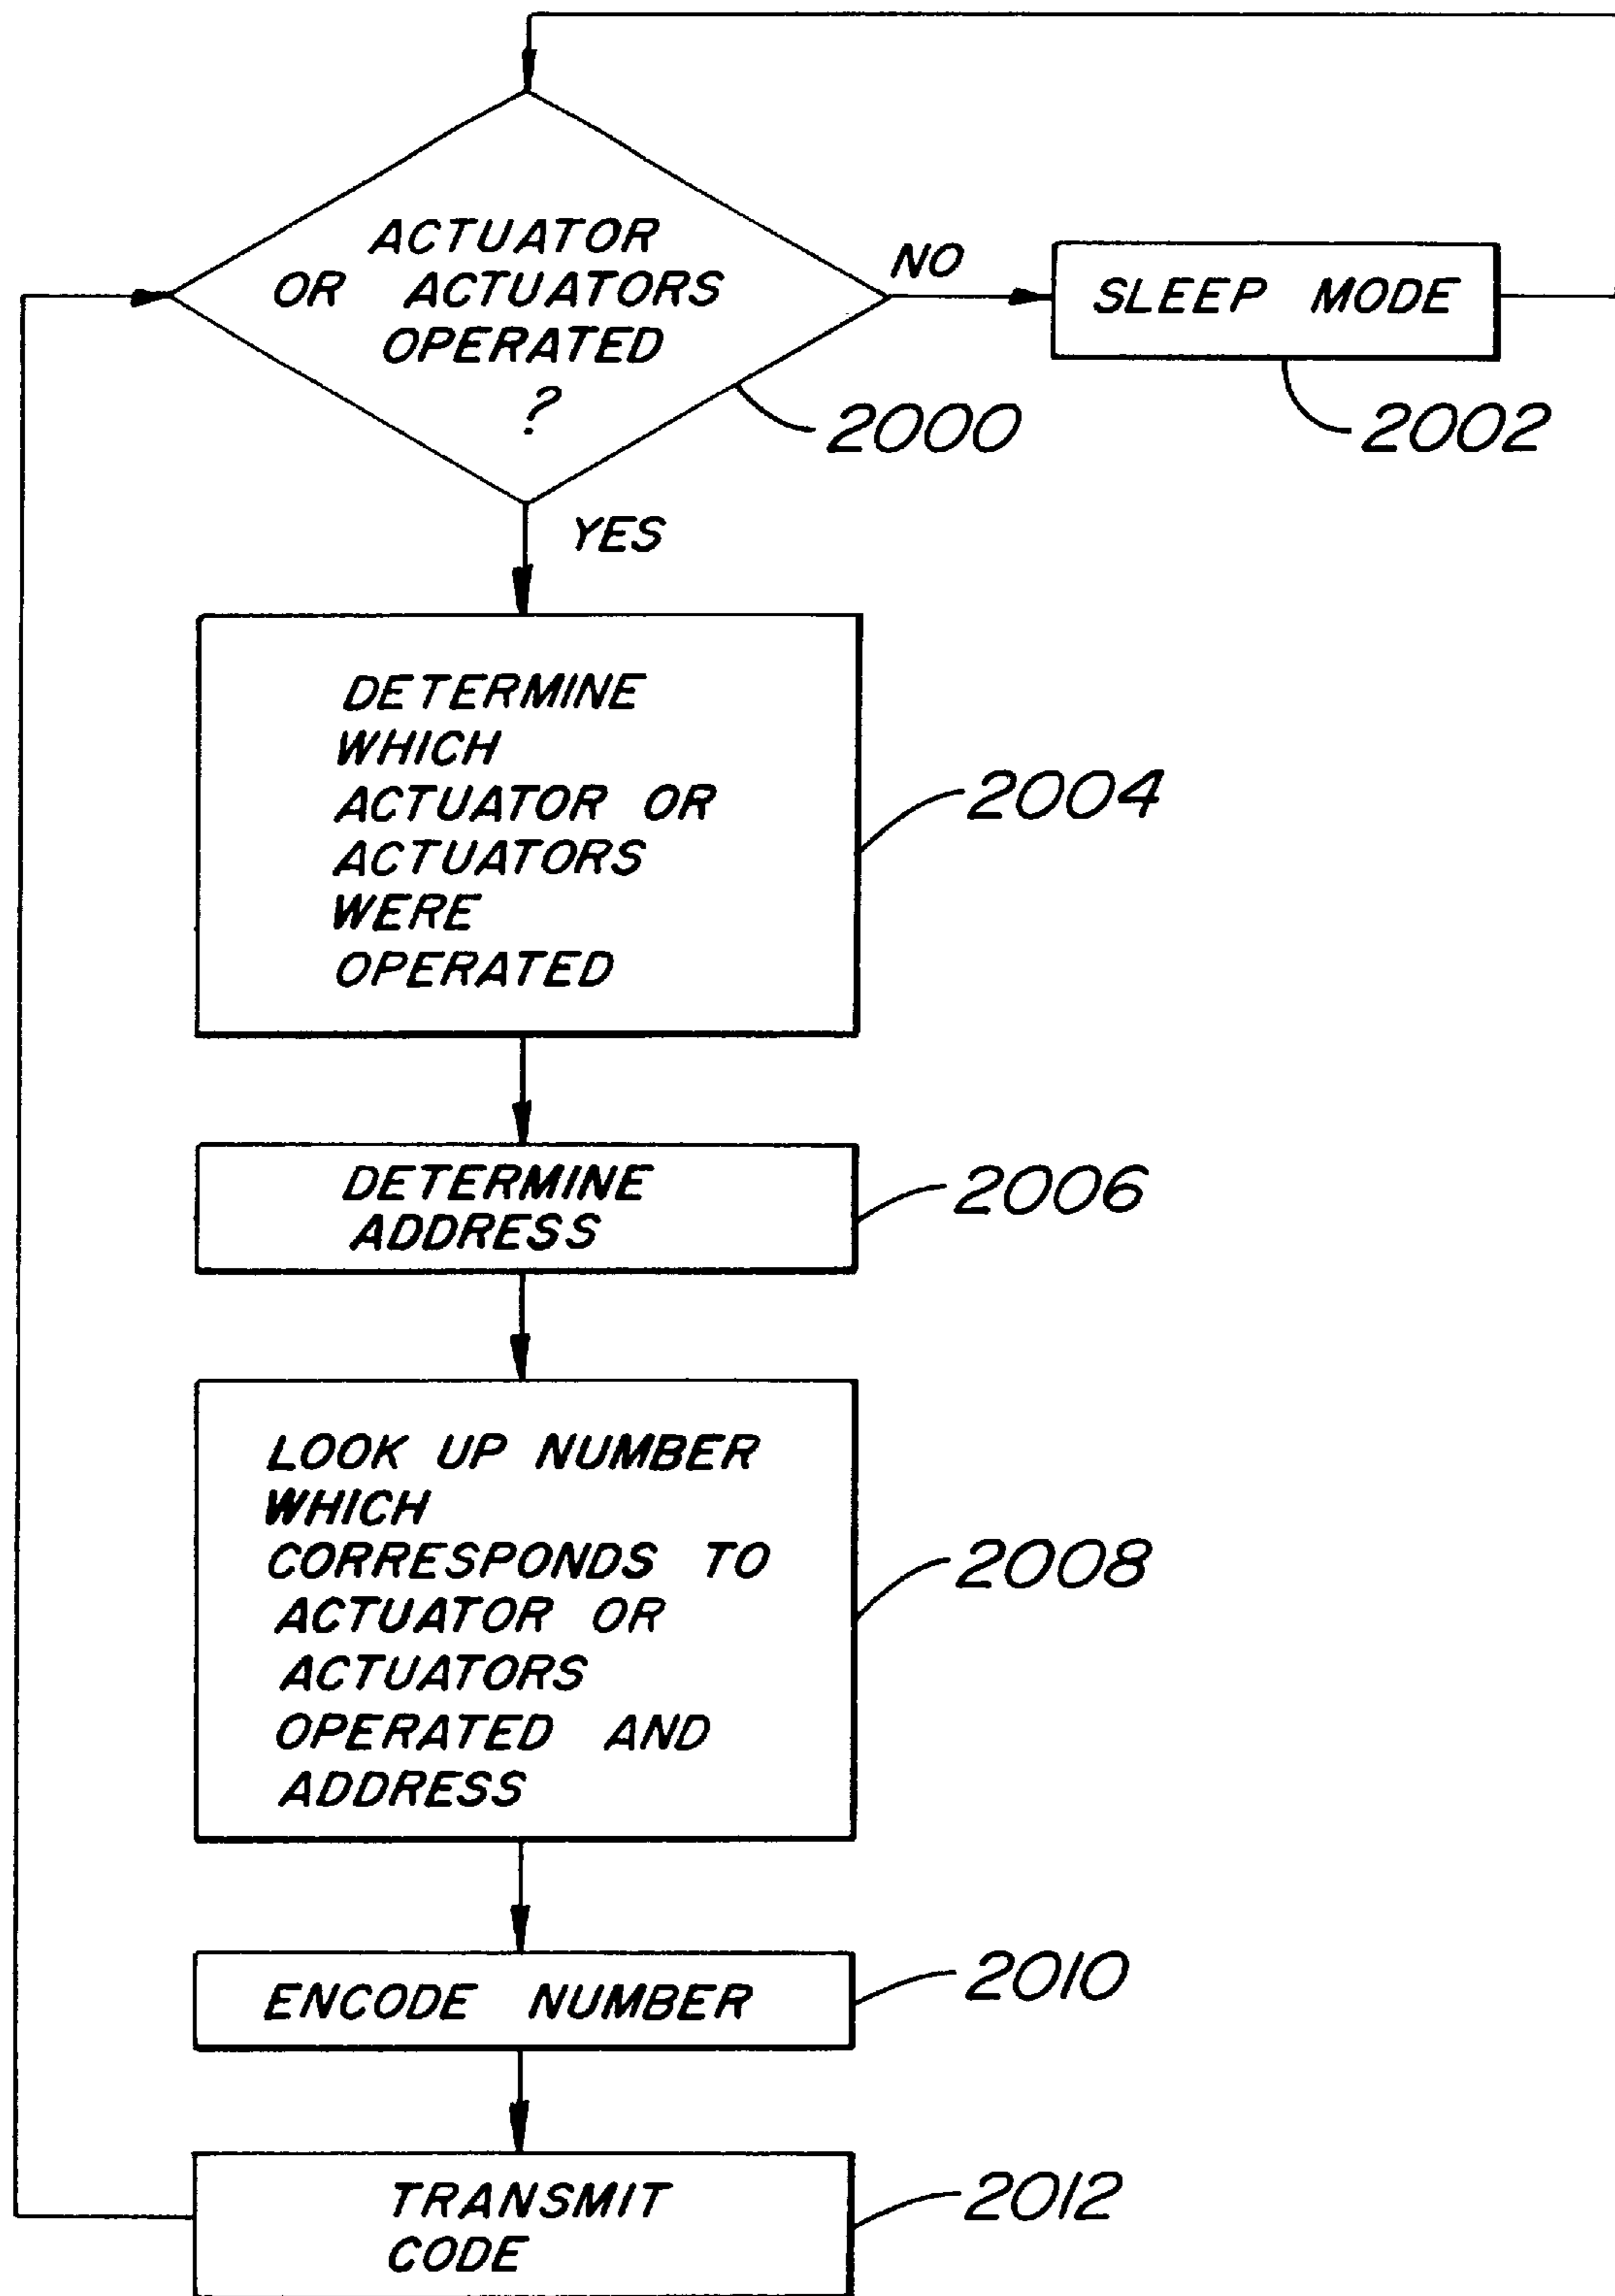 ACTUATOR
OR ACTUATORS
OPERATED
?
NO
SLEEP MODE
2000
2002
YES
DETERMINE
WHICH
ACTUATOR OR
ACTUATORS
WERE
OPERATED
2004
DETERMINE
ADDRESS
2006
LOOK UP NUMBER
WHICH
CORRESPONDS TO
ACTUATOR OR
ACTUATORS
OPERATED AND
ADDRESS
2008
ENCODE NUMBER
2010
TRANSMIT
CODE
2012